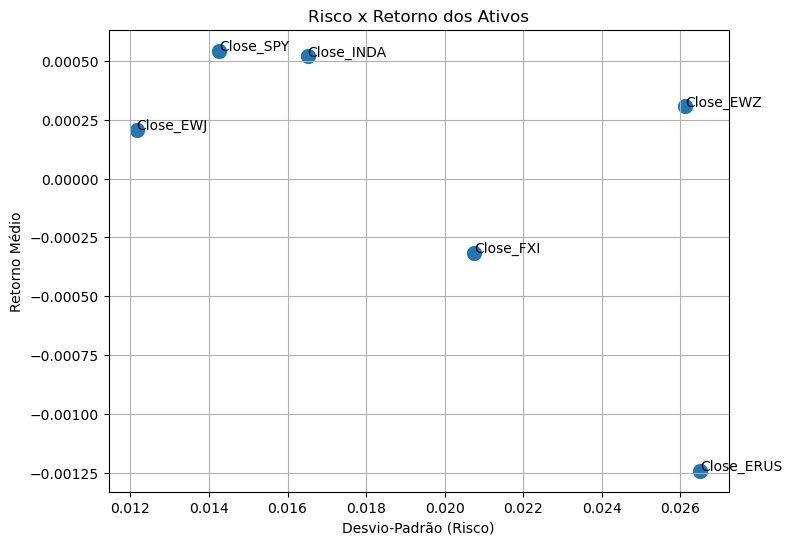 Risco x Retorno dos Ativos
Retorno Médio
0.00050
0.00025
0.00000
−0.00025
−0.00050
−0.00075
−0.00100
−0.00125
Close_SPY
Close_INDA
Close_EWZ
Close_EWJ
Close_FXI
Close_ERUS
0.012 0.014 0.016 0.018 0.020 0.022 0.024 0.026
Desvio-Padrão (Risco)